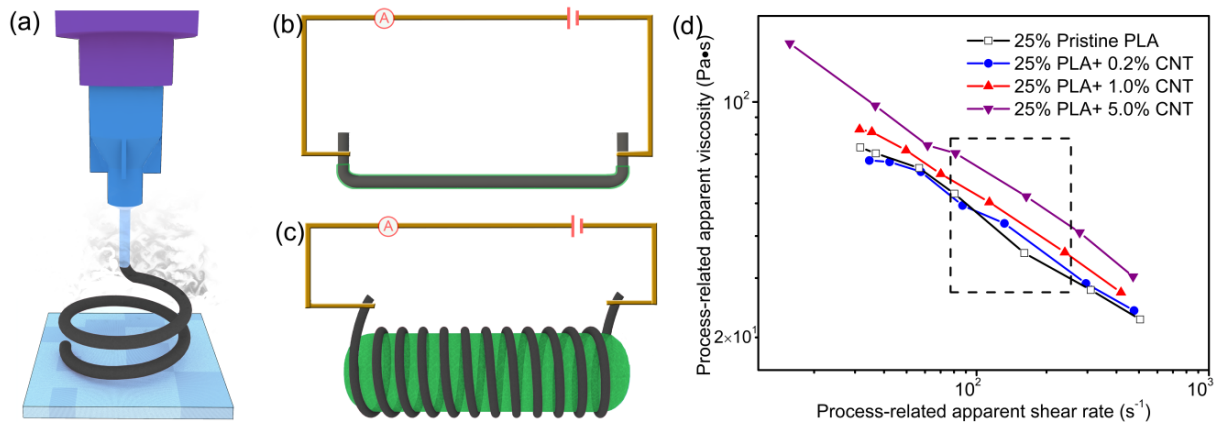 (a)
(b)
A
(c)
A
(d)
Process-related apparent viscosity (Pa•s)
10²
2×10¹
25% Pristine PLA
25% PLA+ 0.2% CNT
25% PLA+ 1.0% CNT
25% PLA+ 5.0% CNT
10²
10³
Process-related apparent shear rate (s⁻¹)